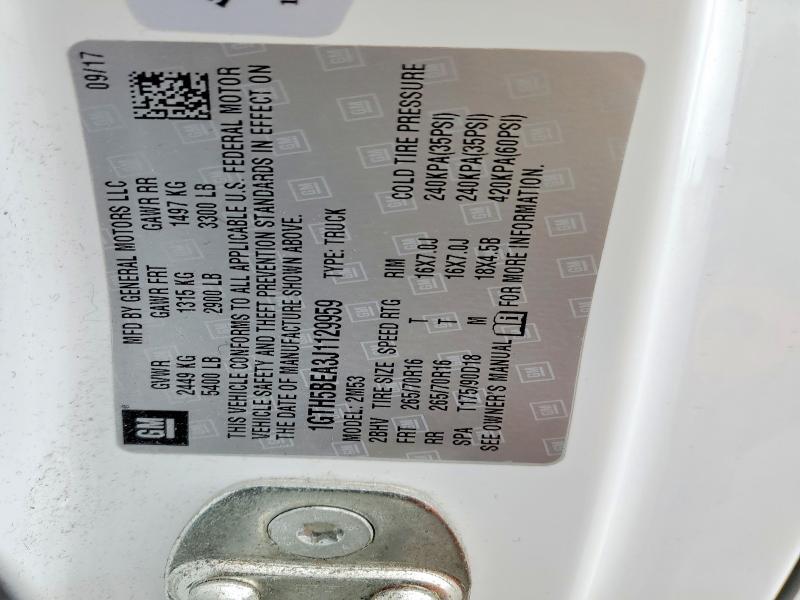 09/17
MFD BY GENERAL MOTORS LLC
GVWR GAWR FRT GAWR RR
2449 KG 1315 KG 1497 KG
5400 LB 2900 LB 3300 LB
THIS VEHICLE CONFORMS TO ALL APPLICABLE U.S. FEDERAL MOTOR
VEHICLE SAFETY AND THEFT PREVENTION STANDARDS IN EFFECT ON
THE DATE OF MANUFACTURE SHOWN ABOVE.
1GTH5BEA3J1129959
TYPE: TRUCK
MODEL: 2M53
2BHV TIRE-SIZE SPEED RTG RIM COLD TIRE PRESSURE
FRT 265/70R16 T 16X7.0J 240KPA(35PSI)
RR 265/70R16 T 16X7.0J 240KPA(35PSI)
SPA T175/90D18 M 18X4.5B 420KPA(60PSI)
SEE OWNER'S MANUAL FOR MORE INFORMATION.
GM